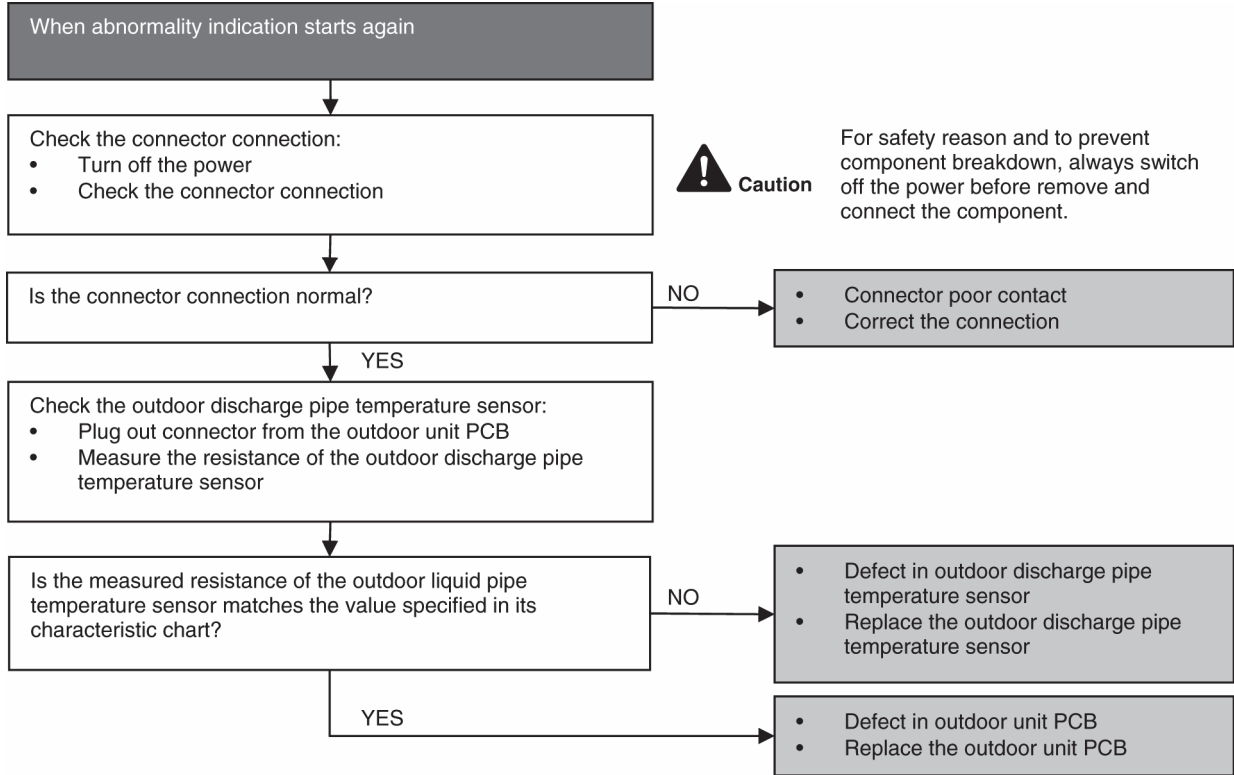 When abnormality indication starts again
Check the connector connection:
• Turn off the power
• Check the connector connection
Caution
For safety reason and to prevent
component breakdown, always switch
off the power before remove and
connect the component.
Is the connector connection normal?
NO
• Connector poor contact
• Correct the connection
YES
Check the outdoor discharge pipe temperature sensor:
• Plug out connector from the outdoor unit PCB
• Measure the resistance of the outdoor discharge pipe
temperature sensor
Is the measured resistance of the outdoor liquid pipe
temperature sensor matches the value specified in its
characteristic chart?
NO
• Defect in outdoor discharge pipe
temperature sensor
• Replace the outdoor discharge pipe
temperature sensor
YES
• Defect in outdoor unit PCB
• Replace the outdoor unit PCB